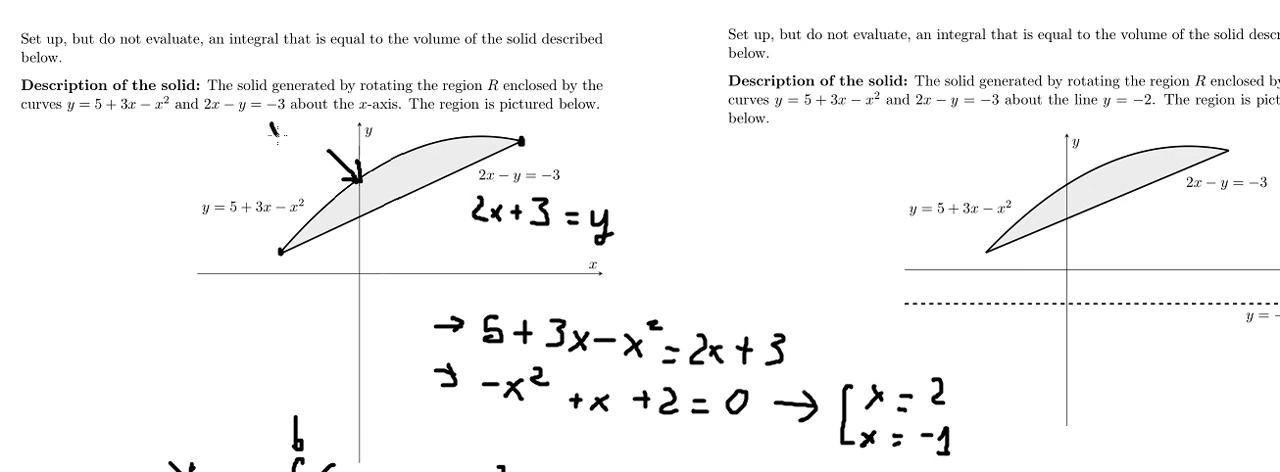 Set up, but do not evaluate, an integral that is equal to the volume of the solid described
below.
Description of the solid: The solid generated by rotating the region R enclosed by the
curves y = 5 + 3x − x² and 2x − y = −3 about the x-axis. The region is pictured below.
y
2x − y = −3
y = 5 + 3x − x²
2x + 3 = y
x
→ 5 + 3x − x² = 2x + 3
→ −x² + x + 2 = 0 → [ x = 2
x = −1
b
Set up, but do not evaluate, an integral that is equal to the volume of the solid
below.
Description of the solid: The solid generated by rotating the region R enclosed
curves y = 5 + 3x − x² and 2x − y = −3 about the line y = −2. The region is
below.
y
2x − y = −3
y = 5 + 3x − x²
y = −